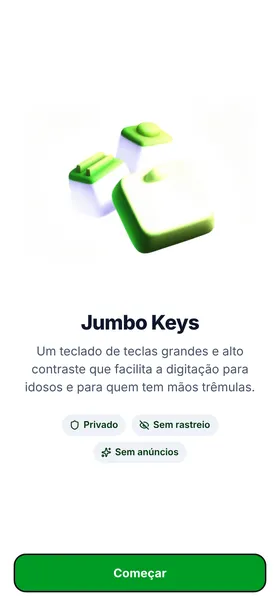 Jumbo Keys
Um teclado de teclas grandes e alto
contraste que facilita a digitação para
idosos e para quem tem mãos trêmulas.
Privado
Sem rastreio
Sem anúncios
Começar